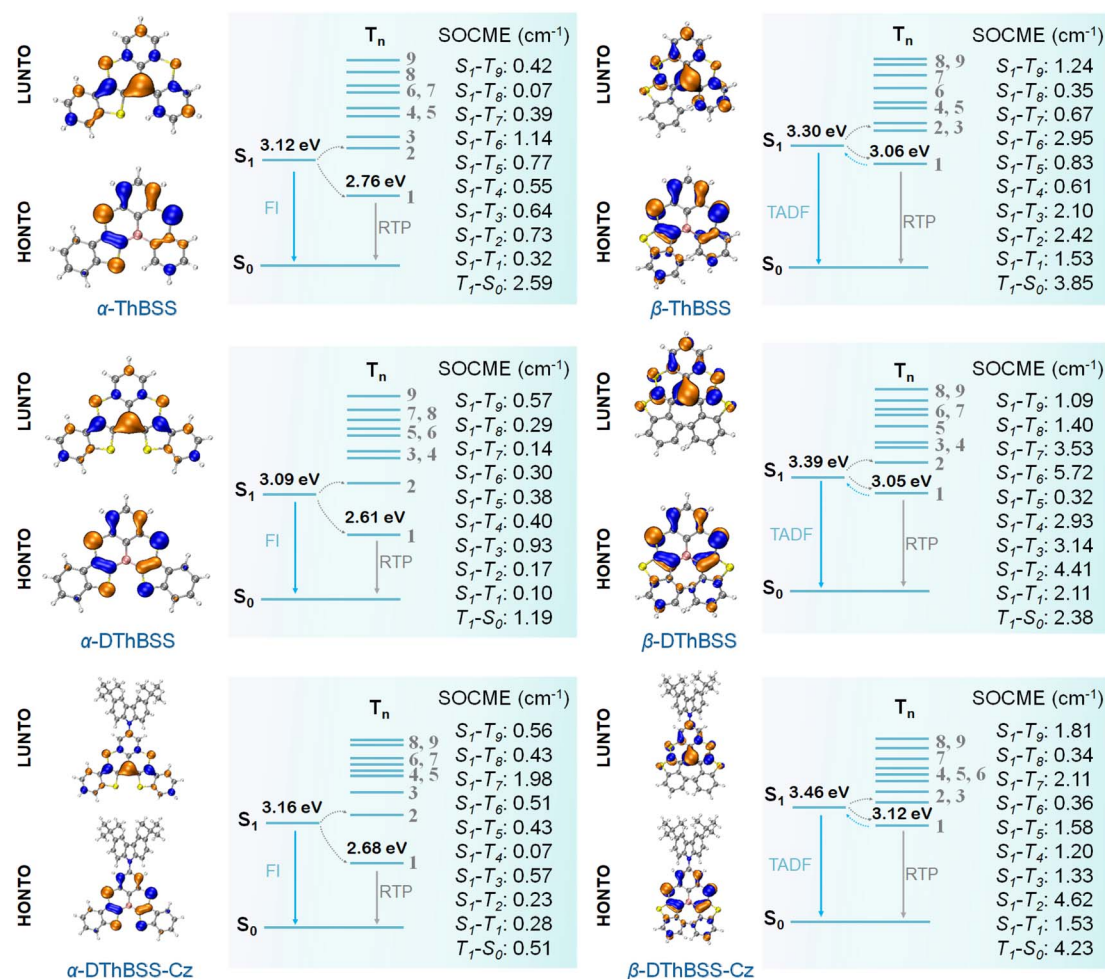 LUNTO
HONTO
α-ThBSS
Tₙ
9
8
6, 7
4, 5
3
2
1
S₁
3.12 eV
2.76 eV
Fl
RTP
S₀
SOCME (cm⁻¹)
S₁-T₉: 0.42
S₁-T₈: 0.07
S₁-T₇: 0.39
S₁-T₆: 1.14
S₁-T₅: 0.77
S₁-T₄: 0.55
S₁-T₃: 0.64
S₁-T₂: 0.73
S₁-T₁: 0.32
T₁-S₀: 2.59
LUNTO
HONTO
β-ThBSS
Tₙ
8, 9
7
6
4, 5
2, 3
1
S₁
3.30 eV
3.06 eV
TADF
RTP
S₀
SOCME (cm⁻¹)
S₁-T₉: 1.24
S₁-T₈: 0.35
S₁-T₇: 0.67
S₁-T₆: 2.95
S₁-T₅: 0.83
S₁-T₄: 0.61
S₁-T₃: 2.10
S₁-T₂: 2.42
S₁-T₁: 1.53
T₁-S₀: 3.85
LUNTO
HONTO
α-DThBSS
Tₙ
9
7, 8
5, 6
3, 4
2
1
S₁
3.09 eV
2.61 eV
Fl
RTP
S₀
SOCME (cm⁻¹)
S₁-T₉: 0.57
S₁-T₈: 0.29
S₁-T₇: 0.14
S₁-T₆: 0.30
S₁-T₅: 0.38
S₁-T₄: 0.40
S₁-T₃: 0.93
S₁-T₂: 0.17
S₁-T₁: 0.10
T₁-S₀: 1.19
LUNTO
HONTO
β-DThBSS
Tₙ
8, 9
6, 7
5
3, 4
2
1
S₁
3.39 eV
3.05 eV
TADF
RTP
S₀
SOCME (cm⁻¹)
S₁-T₉: 1.09
S₁-T₈: 1.40
S₁-T₇: 3.53
S₁-T₆: 5.72
S₁-T₅: 0.32
S₁-T₄: 2.93
S₁-T₃: 3.14
S₁-T₂: 4.41
S₁-T₁: 2.11
T₁-S₀: 2.38
LUNTO
HONTO
α-DThBSS-Cz
Tₙ
8, 9
6, 7
4, 5
3
2
1
S₁
3.16 eV
2.68 eV
Fl
RTP
S₀
SOCME (cm⁻¹)
S₁-T₉: 0.56
S₁-T₈: 0.43
S₁-T₇: 1.98
S₁-T₆: 0.51
S₁-T₅: 0.43
S₁-T₄: 0.07
S₁-T₃: 0.57
S₁-T₂: 0.23
S₁-T₁: 0.28
T₁-S₀: 0.51
LUNTO
HONTO
β-DThBSS-Cz
Tₙ
8, 9
7
4, 5, 6
2, 3
1
S₁
3.46 eV
3.12 eV
TADF
RTP
S₀
SOCME (cm⁻¹)
S₁-T₉: 1.81
S₁-T₈: 0.34
S₁-T₇: 2.11
S₁-T₆: 0.36
S₁-T₅: 1.58
S₁-T₄: 1.20
S₁-T₃: 1.33
S₁-T₂: 4.62
S₁-T₁: 1.53
T₁-S₀: 4.23